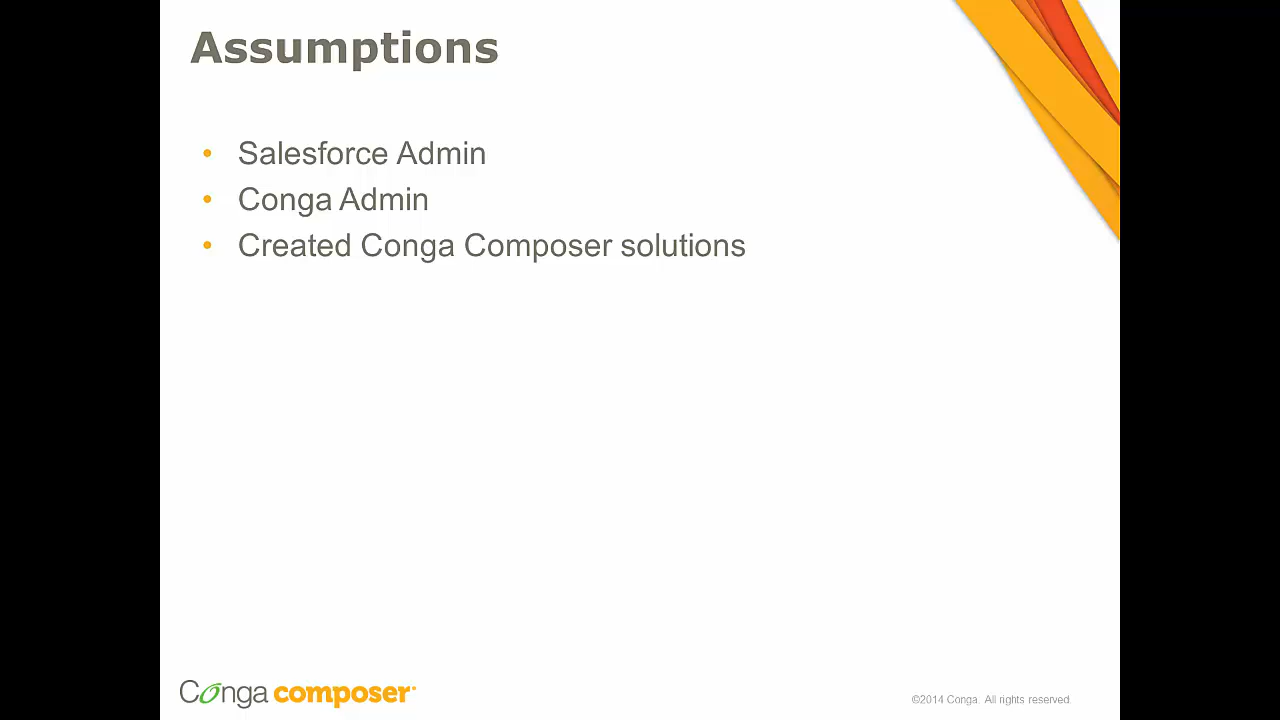 Assumptions
• Salesforce Admin
• Conga Admin
• Created Conga Composer solutions
Conga composer®
©2014 Conga. All rights reserved